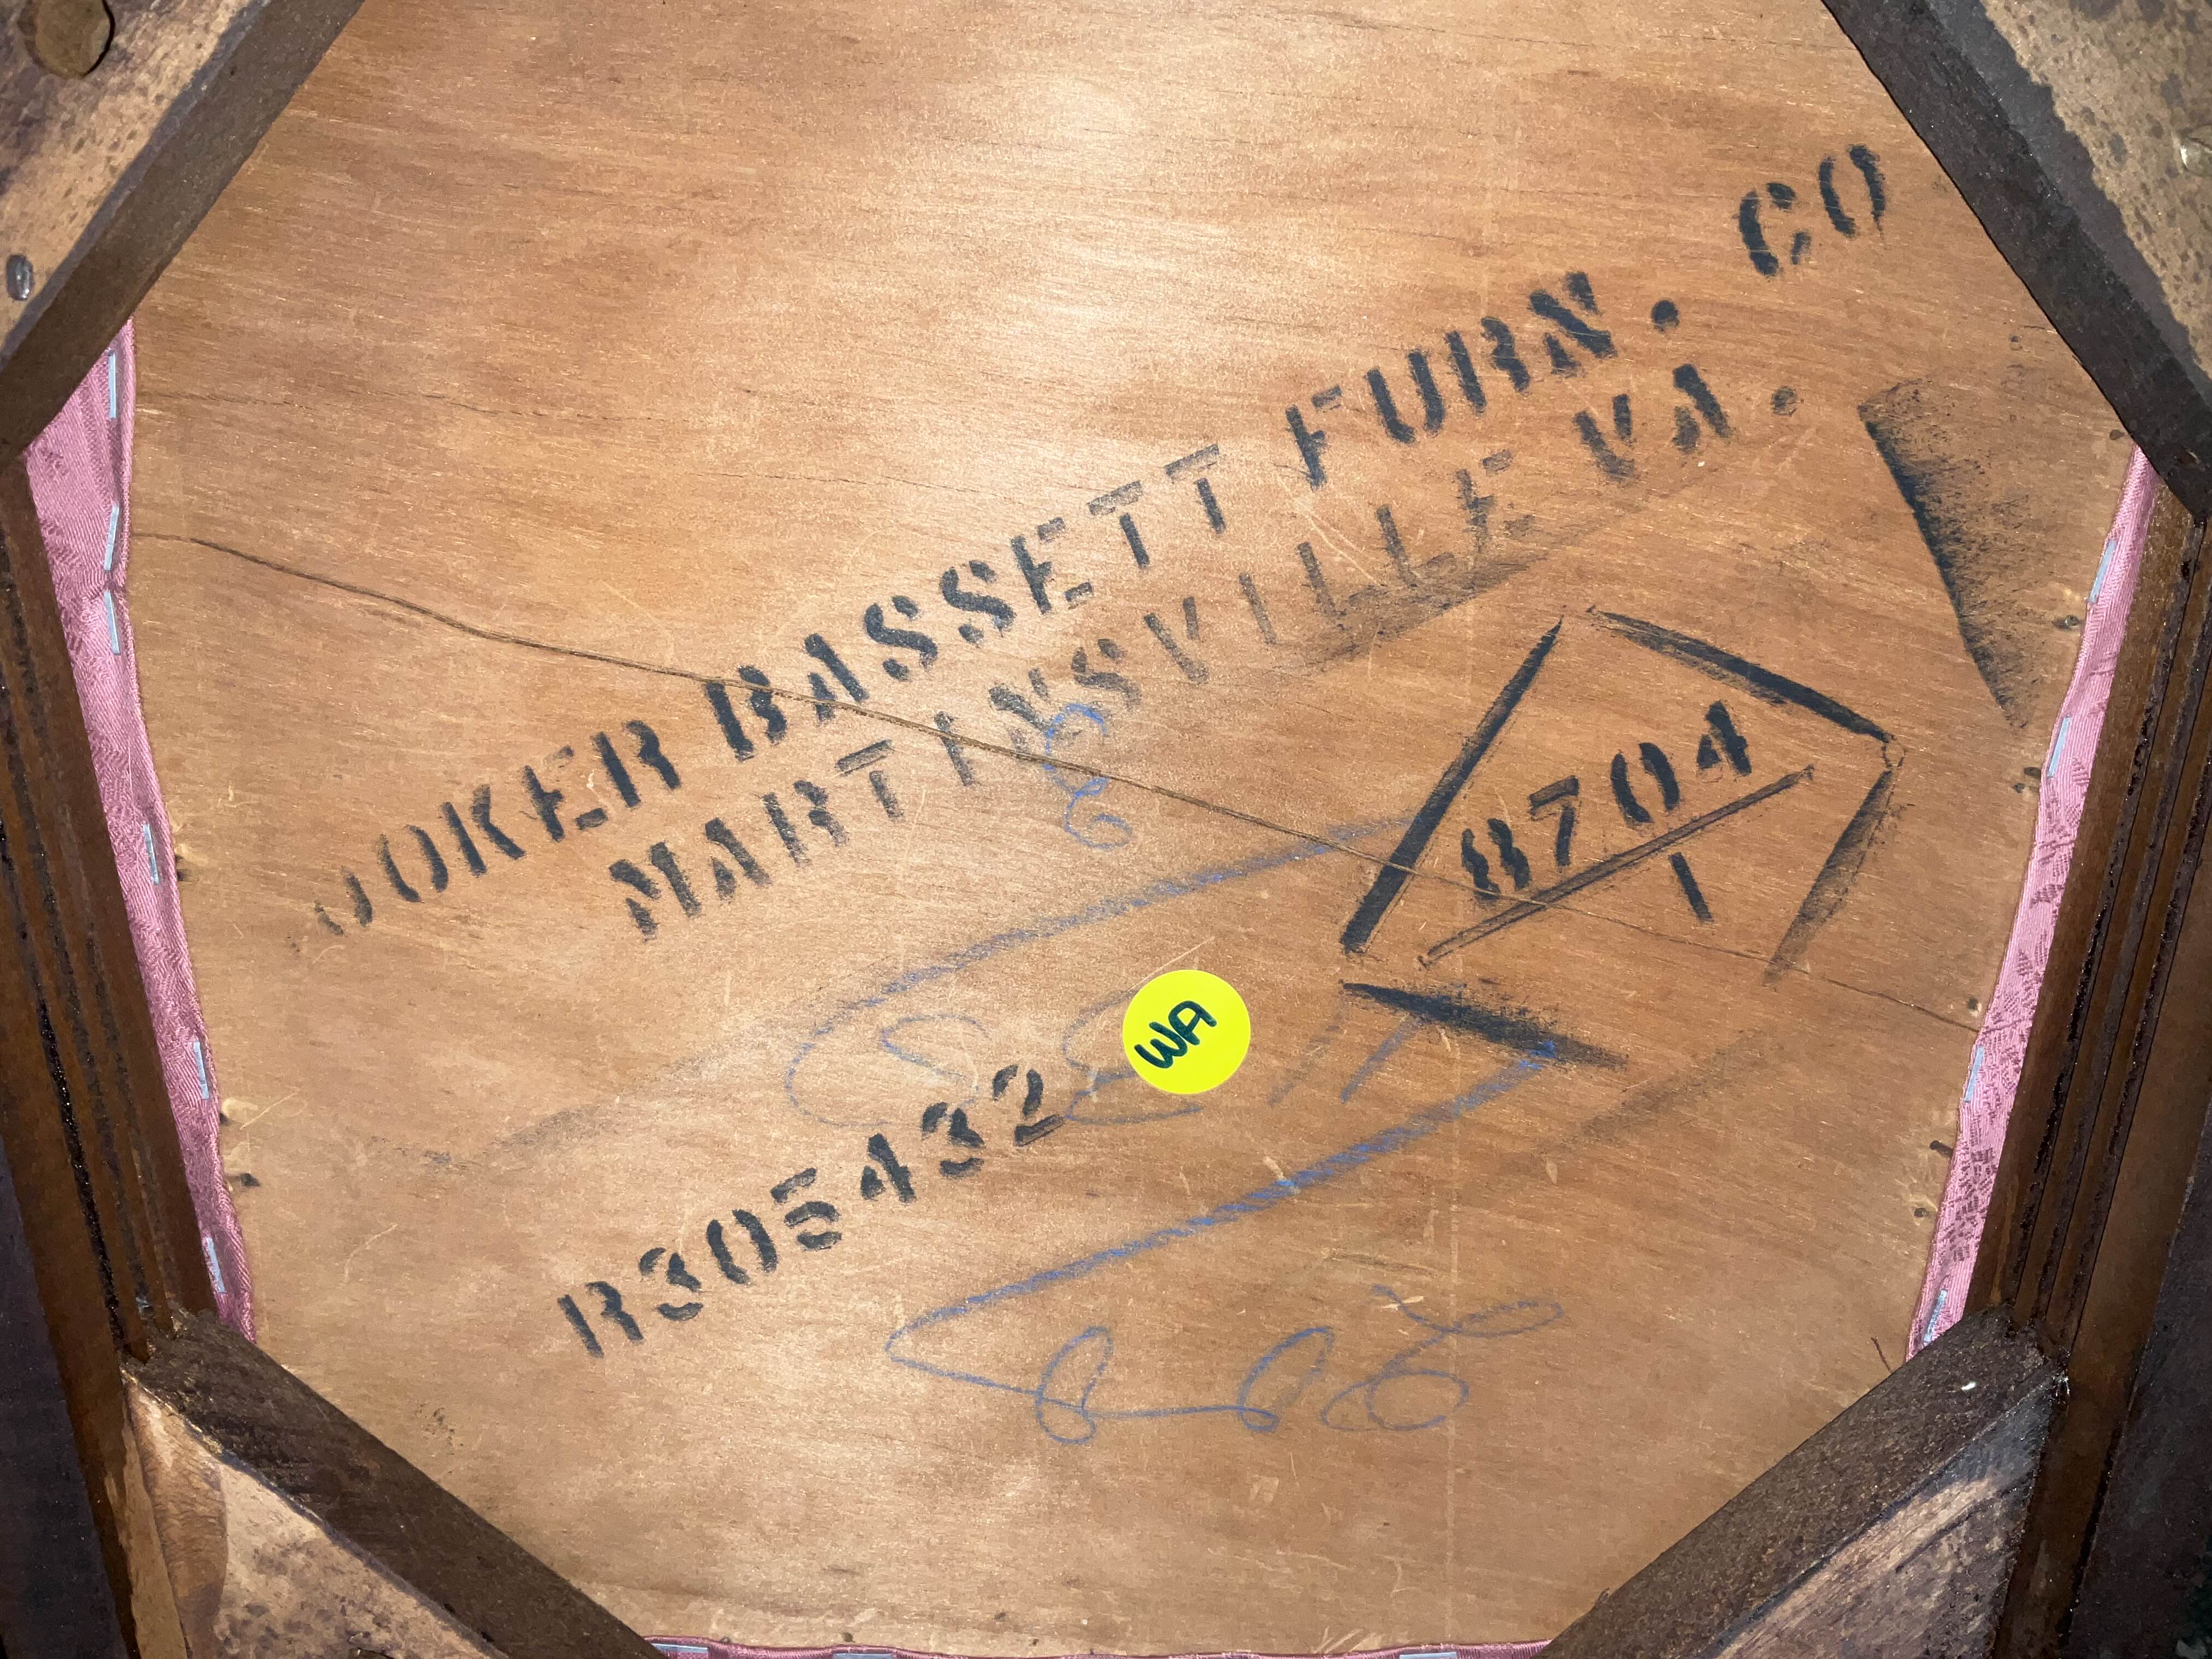 OOKER BASSETT FURN. CO
MARTINSVILLE VA.
8704
1
WA
R305432